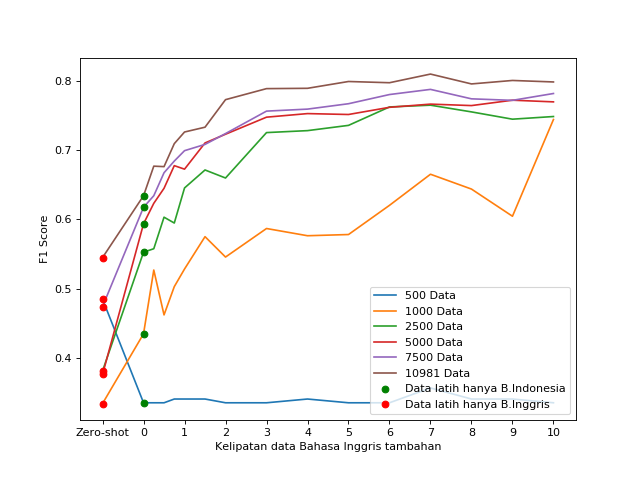 0.8
0.7
0.6
0.5
0.4
F1 Score
Zero-shot 0 1 2 3 4 5 6 7 8 9 10
Kelipatan data Bahasa Inggris tambahan
500 Data
1000 Data
2500 Data
5000 Data
7500 Data
10981 Data
Data latih hanya B.Indonesia
Data latih hanya B.Inggris